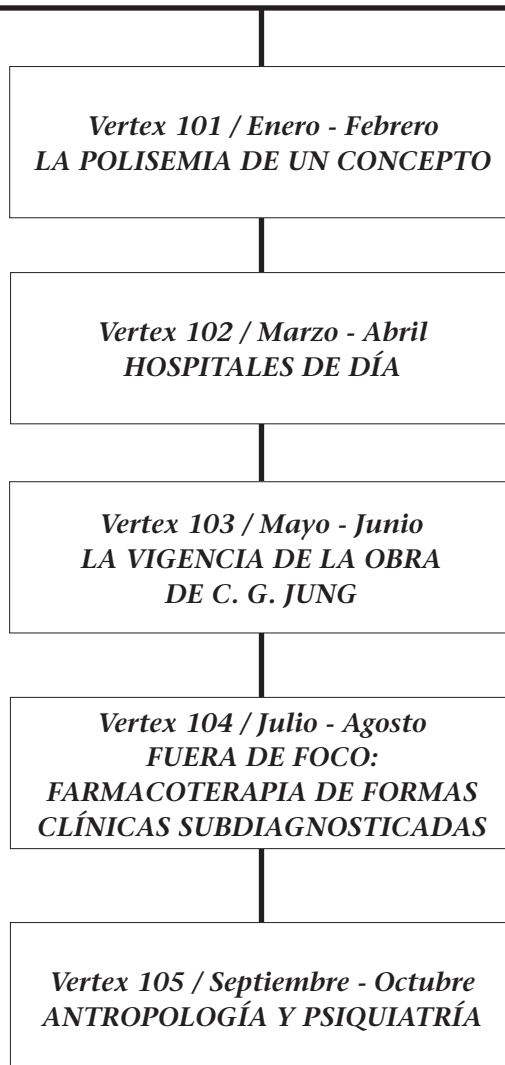 Vertex 101 / Enero - Febrero
LA POLISEMIA DE UN CONCEPTO
Vertex 102 / Marzo - Abril
HOSPITALES DE DÍA
Vertex 103 / Mayo - Junio
LA VIGENCIA DE LA OBRA
DE C. G. JUNG
Vertex 104 / Julio - Agosto
FUERA DE FOCO:
FARMACOTERAPIA DE FORMAS
CLÍNICAS SUBDIAGNOSTICADAS
Vertex 105 / Septiembre - Octubre
ANTROPOLOGÍA Y PSIQUIATRÍA